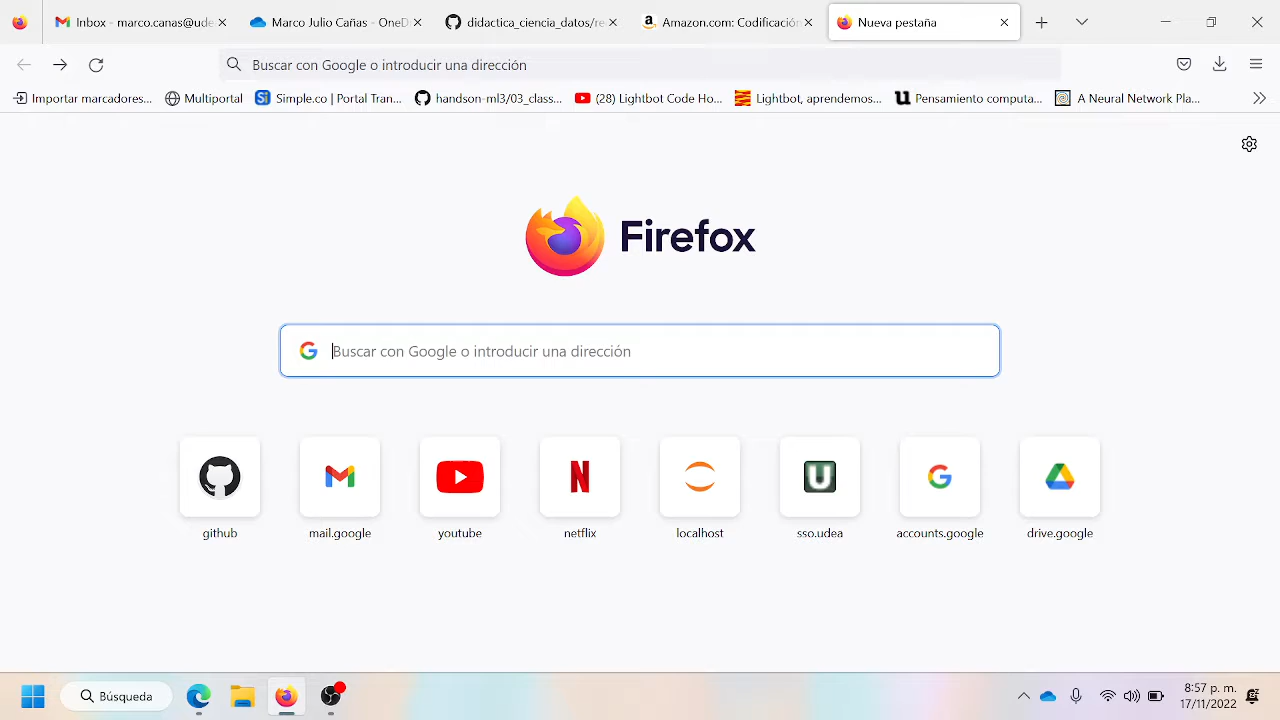 Inbox - marco.canas@ude
Marco Julio Cañas - OneD
didactica_ciencia_datos/re
Amazon.com: Codificación
Nueva pestaña
Buscar con Google o introducir una dirección
Importar marcadores...
Multiportal
Simple.co | Portal Tran...
handson-ml3/03_class...
(28) Lightbot Code Ho...
Lightbot, aprendemos...
Pensamiento computa...
A Neural Network Pla...
Firefox
Buscar con Google o introducir una dirección
github
mail.google
youtube
netflix
localhost
sso.udea
accounts.google
drive.google
Búsqueda
8:57 p. m.
17/11/2022